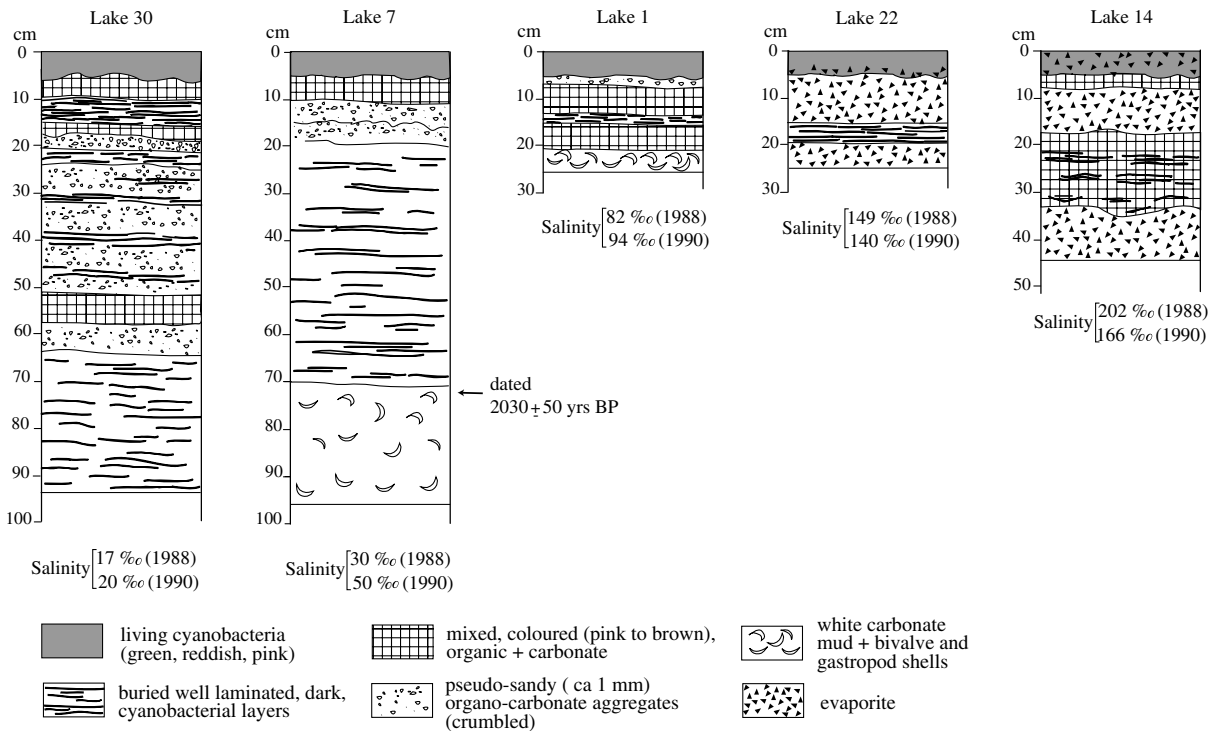 Lake 30
cm
0
10
20
30
40
50
60
70
80
90
100
Salinity
17 ‰ (1988)
20 ‰ (1990)
Lake 7
cm
0
10
20
30
40
50
60
70
80
90
100
dated
2030±50 yrs BP
Salinity
30 ‰ (1988)
50 ‰ (1990)
Lake 1
cm
0
10
20
30
Salinity
82 ‰ (1988)
94 ‰ (1990)
Lake 22
cm
0
10
20
30
Salinity
149 ‰ (1988)
140 ‰ (1990)
Lake 14
cm
0
10
20
30
40
50
Salinity
202 ‰ (1988)
166 ‰ (1990)
living cyanobacteria
(green, reddish, pink)
buried well laminated, dark,
cyanobacterial layers
mixed, coloured (pink to brown),
organic + carbonate
pseudo-sandy ( ca 1 mm)
organo-carbonate aggregates
(crumbled)
white carbonate
mud + bivalve and
gastropod shells
evaporite